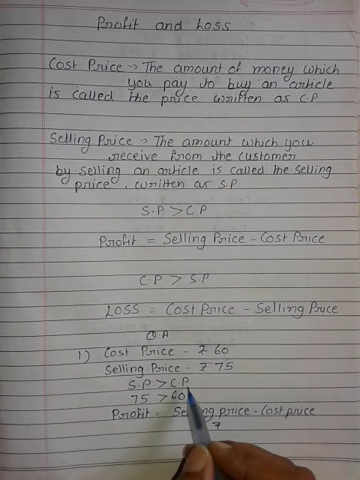 Profit and Loss
Cost Price → The amount of money which
you pay to buy an article
is called the price written as C P
Selling Price → The amount which you
receive from the customer
by selling an article is called the selling
price, written as S.P
S.P > C.P
Profit = Selling Price - Cost Price
C.P > S.P
LOSS = Cost Price - Selling Price
Q A
1) Cost Price - ₹ 60
Selling Price - ₹ 75
S.P > C.P
75 > 60
Profit = Selling price - Cost price